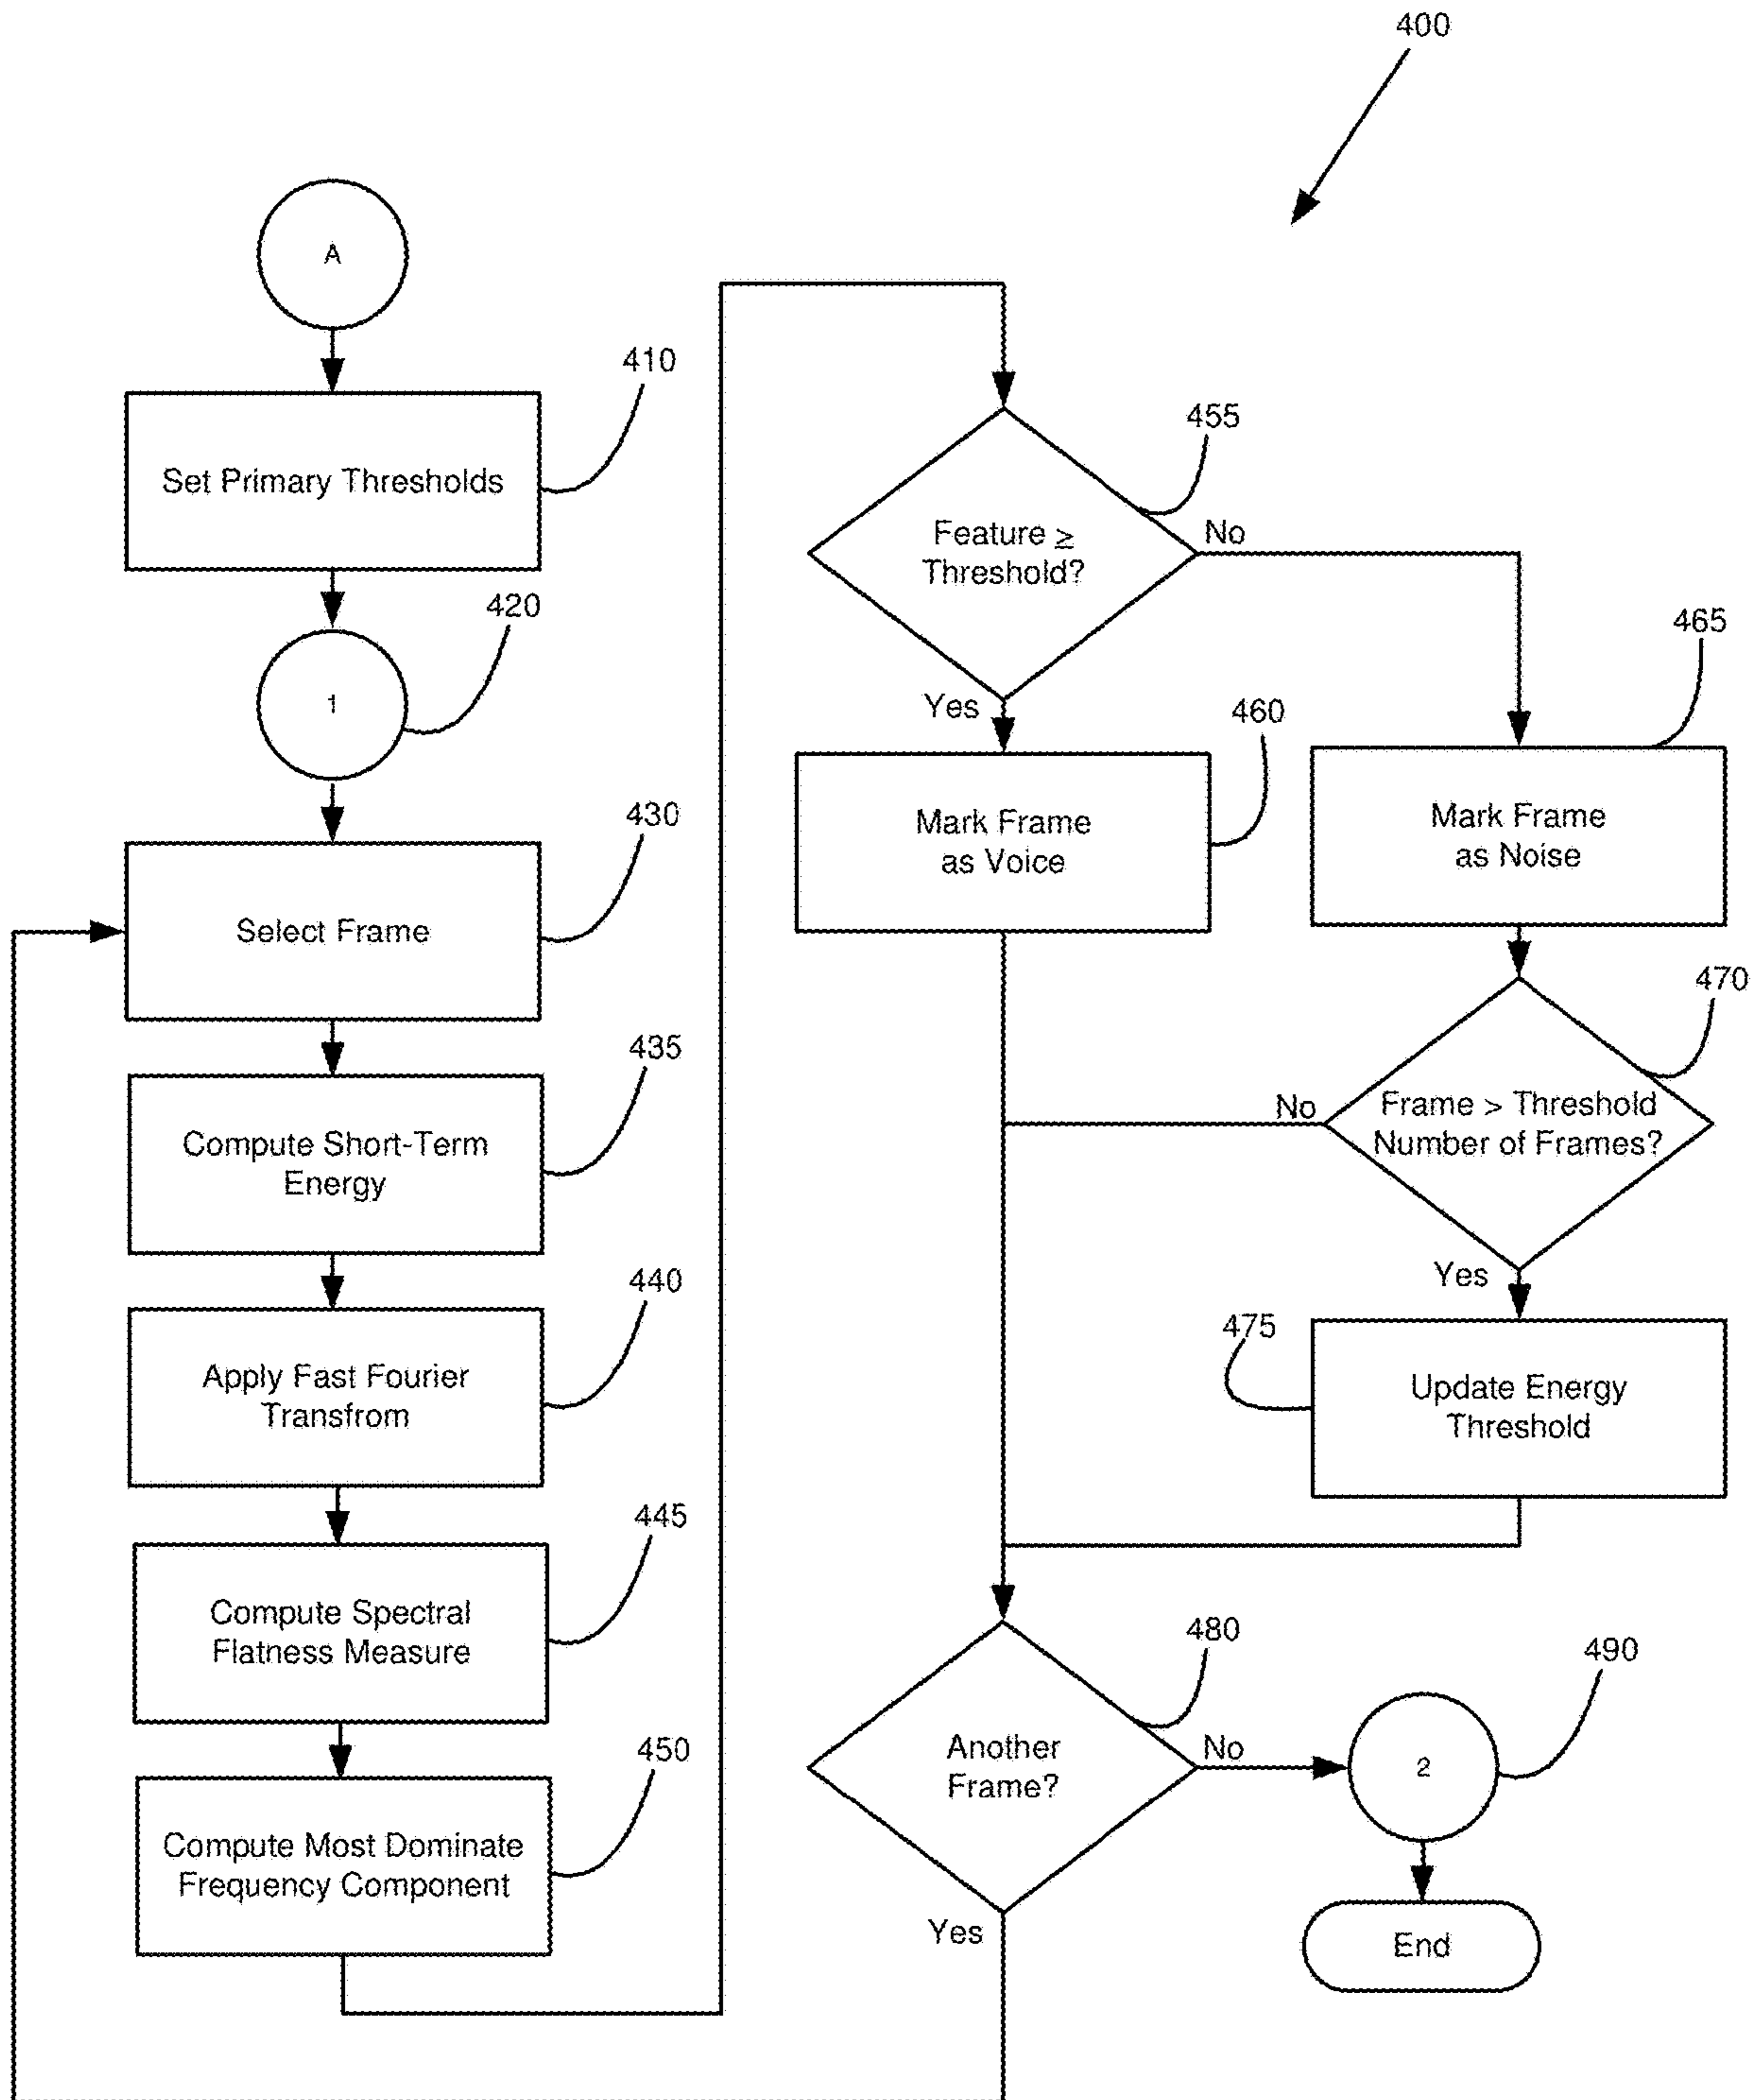 400
A
410
Set Primary Thresholds
420
1
430
Select Frame
435
Compute Short-Term
Energy
440
Apply Fast Fourier
Transfrom
445
Compute Spectral
Flatness Measure
450
Compute Most Dominate
Frequency Component
455
Feature ≥
Threshold?
No
Yes
460
Mark Frame
as Voice
465
Mark Frame
as Noise
470
Frame > Threshold
Number of Frames?
No
Yes
475
Update Energy
Threshold
480
Another
Frame?
No
Yes
490
2
End